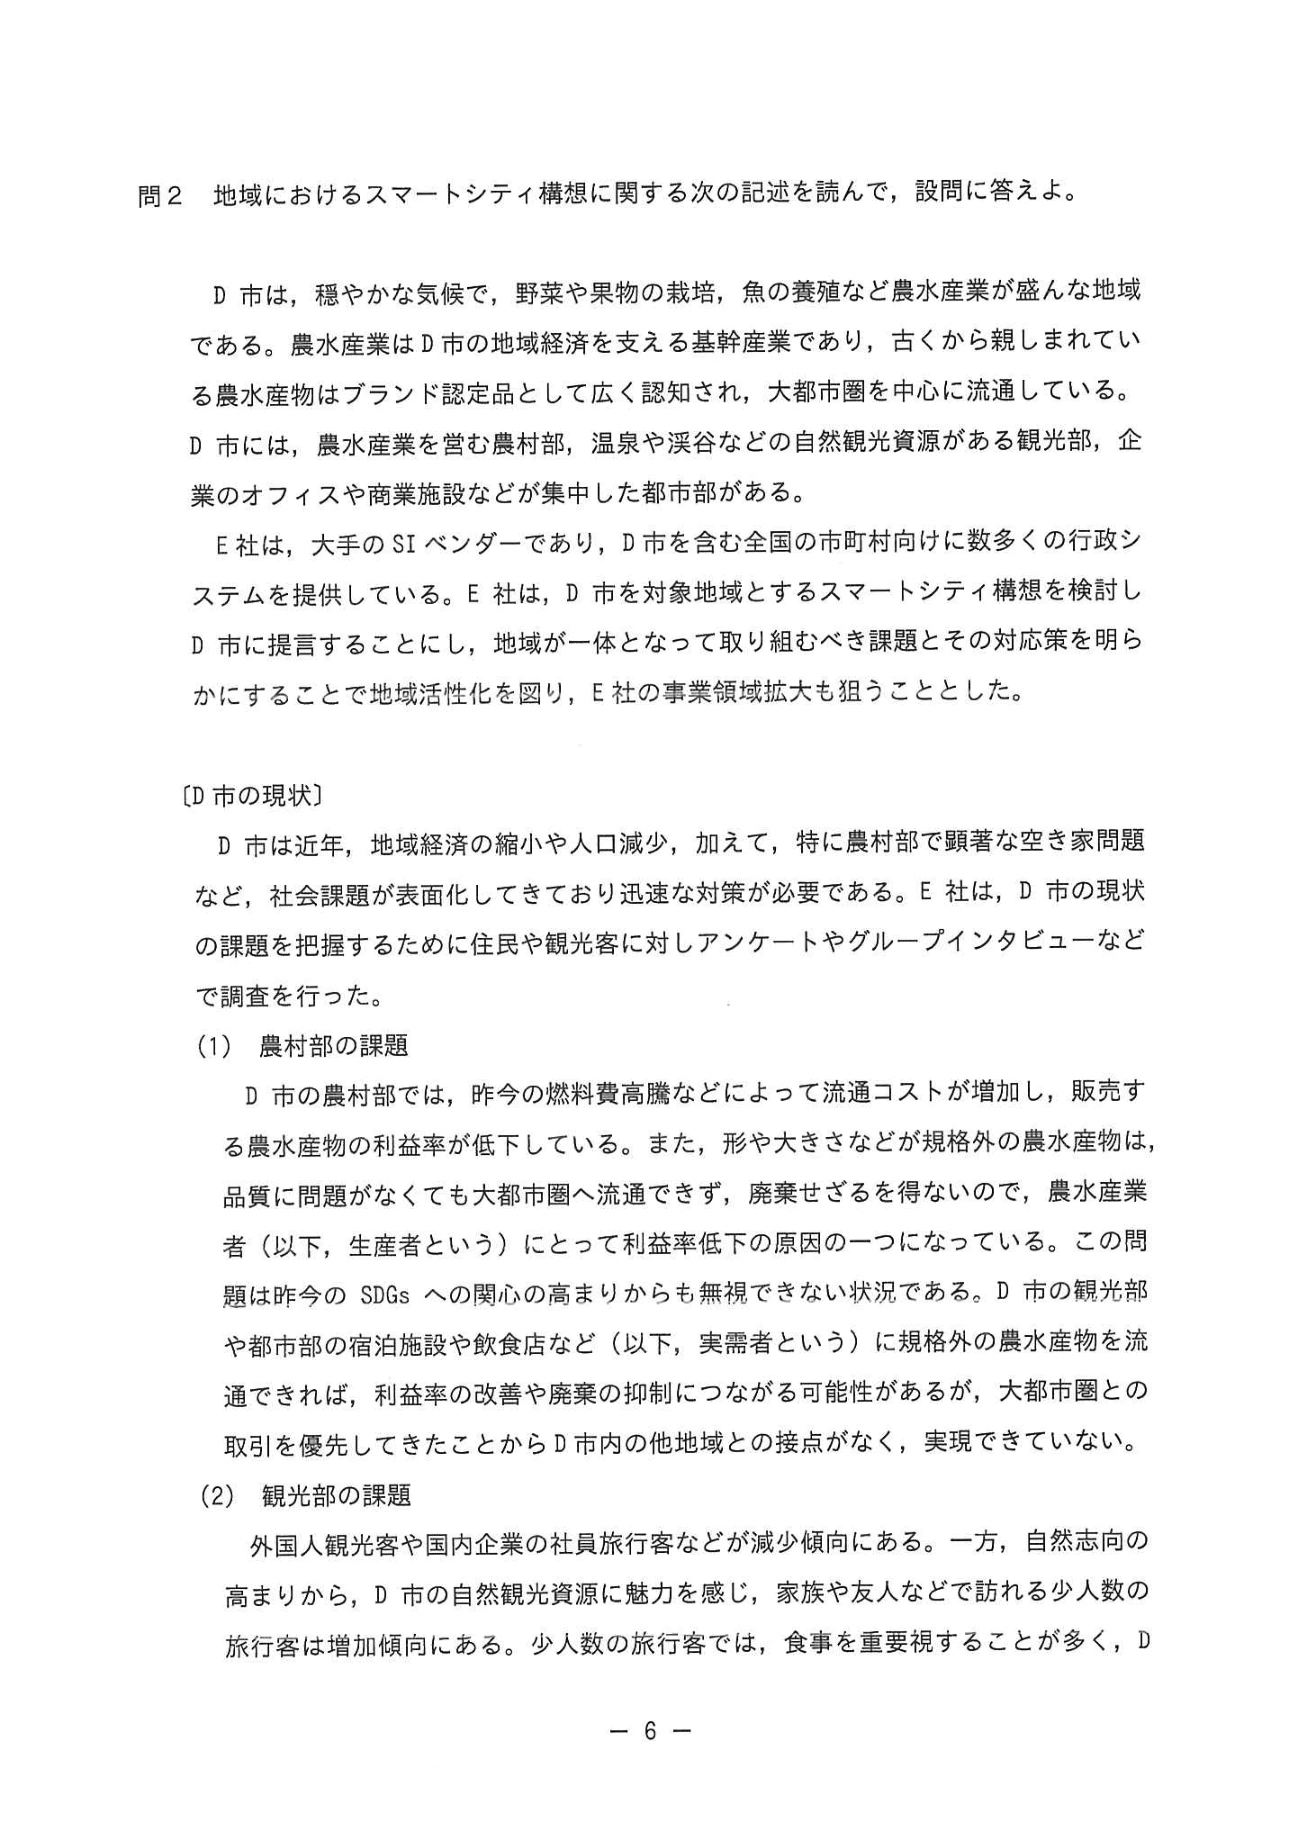 問２　地域におけるスマートシティ構想に関する次の記述を読んで，設問に答えよ。
D 市は，穏やかな気候で，野菜や果物の栽培，魚の養殖など農水産業が盛んな地域
である。農水産業は D 市の地域経済を支える基幹産業であり，古くから親しまれてい
る農水産物はブランド認定品として広く認知され，大都市圏を中心に流通している。
D 市には，農水産業を営む農村部，温泉や渓谷などの自然観光資源がある観光部，企
業のオフィスや商業施設などが集中した都市部がある。
E 社は，大手の SI ベンダーであり，D 市を含む全国の市町村向けに数多くの行政シ
ステムを提供している。E 社は，D 市を対象地域とするスマートシティ構想を検討し
D 市に提言することにし，地域が一体となって取り組むべき課題とその対応策を明ら
かにすることで地域活性化を図り，E 社の事業領域拡大も狙うこととした。
〔D 市の現状〕
D 市は近年，地域経済の縮小や人口減少，加えて，特に農村部で顕著な空き家問題
など，社会課題が表面化してきており迅速な対策が必要である。E 社は，D 市の現状
の課題を把握するために住民や観光客に対しアンケートやグループインタビューなど
で調査を行った。
(1)　農村部の課題
D 市の農村部では，昨今の燃料費高騰などによって流通コストが増加し，販売す
る農水産物の利益率が低下している。また，形や大きさなどが規格外の農水産物は，
品質に問題がなくても大都市圏へ流通できず，廃棄せざるを得ないので，農水産業
者（以下，生産者という）にとって利益率低下の原因の一つになっている。この問
題は昨今の SDGs への関心の高まりからも無視できない状況である。D 市の観光部
や都市部の宿泊施設や飲食店など（以下，実需者という）に規格外の農水産物を流
通できれば，利益率の改善や廃棄の抑制につながる可能性があるが，大都市圏との
取引を優先してきたことから D 市内の他地域との接点がなく，実現できていない。
(2)　観光部の課題
外国人観光客や国内企業の社員旅行客などが減少傾向にある。一方，自然志向の
高まりから，D 市の自然観光資源に魅力を感じ，家族や友人などで訪れる少人数の
旅行客は増加傾向にある。少人数の旅行客では，食事を重要視することが多く，D
－ 6 －